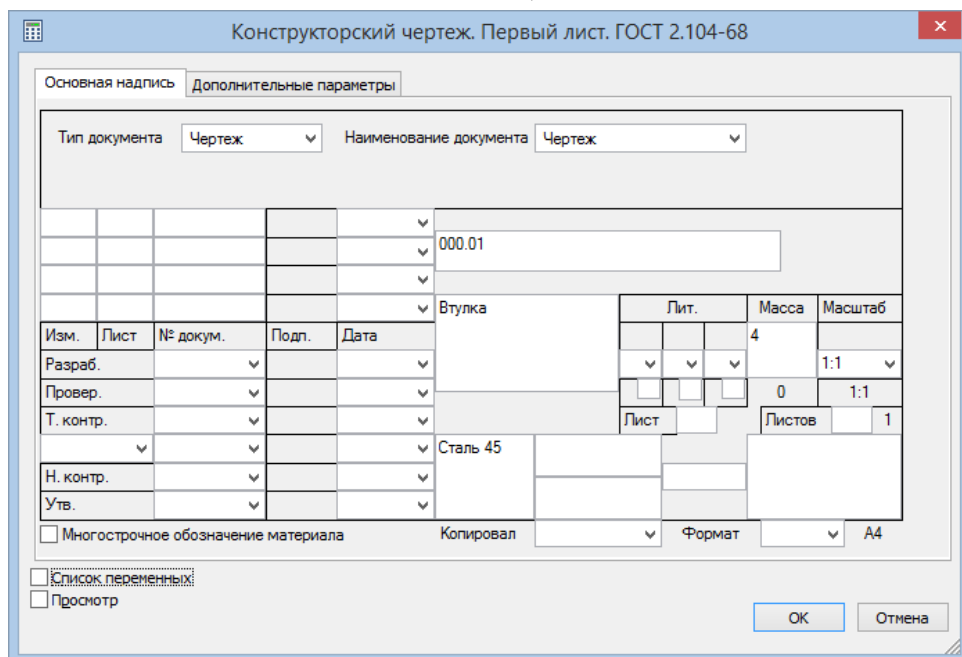 Конструкторский чертеж. Первый лист. ГОСТ 2.104-68
Основная надпись Дополнительные параметры
Тип документа Чертеж Наименование документа Чертеж
000.01
Втулка Лит. Масса Масштаб
Изм. Лист № докум. Подп. Дата 4
Разраб. 1:1
Провер. 0 1:1
Т. контр. Лист Листов 1
Сталь 45
Н. контр.
Утв.
Многострочное обозначение материала Копировал Формат А4
Список переменных
Просмотр
ОК Отмена